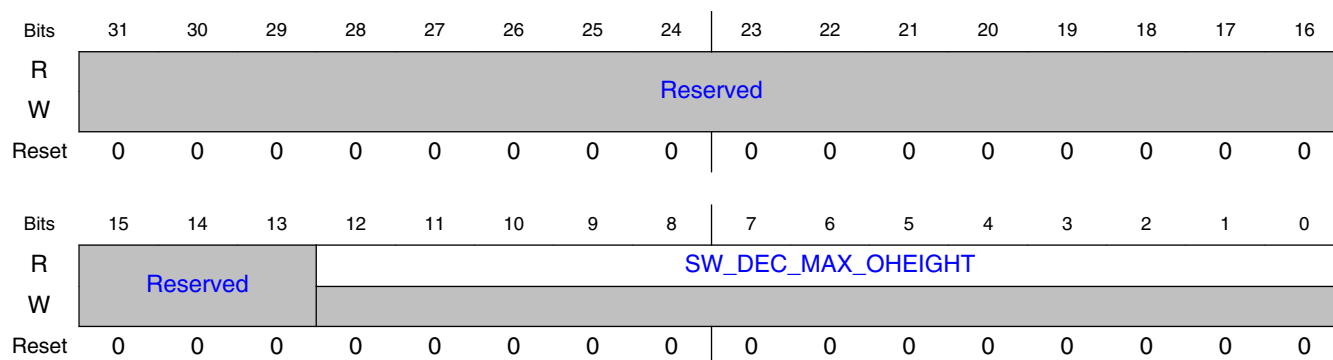 Bits 31 30 29 28 27 26 25 24 23 22 21 20 19 18 17 16
R
Reserved
W
Reset 0 0 0 0 0 0 0 0 0 0 0 0 0 0 0 0
Bits 15 14 13 12 11 10 9 8 7 6 5 4 3 2 1 0
R SW_DEC_MAX_OHEIGHT
Reserved
W
Reset 0 0 0 0 0 0 0 0 0 0 0 0 0 0 0 0